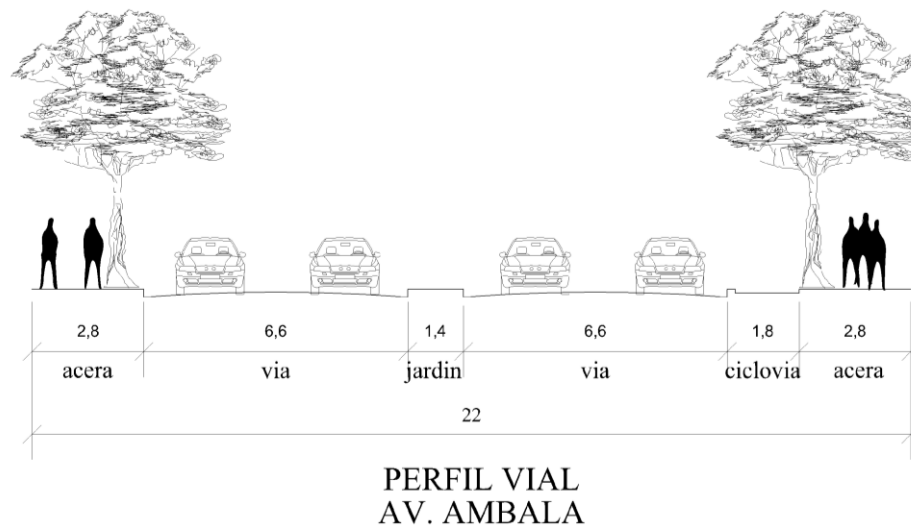 2,8 6,6 1,4 6,6 1,8 2,8
acera via jardin via ciclovia acera
22
PERFIL VIAL
AV. AMBALA